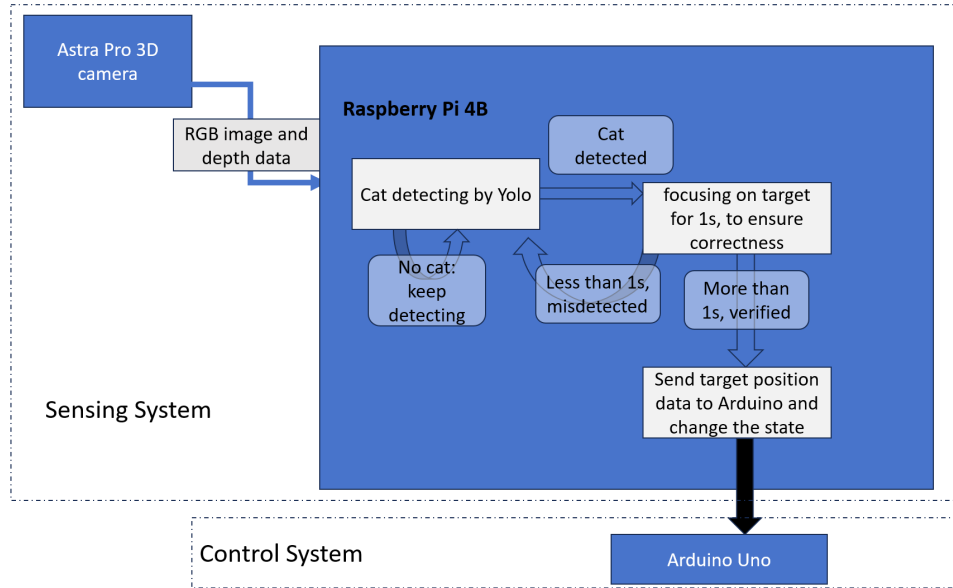 Astra Pro 3D
camera
RGB image and
depth data
Raspberry Pi 4B
Cat
detected
Cat detecting by Yolo
focusing on target
for 1s, to ensure
correctness
No cat:
keep
detecting
Less than 1s,
misdetected
More than
1s, verified
Send target position
data to Arduino and
change the state
Sensing System
Control System
Arduino Uno